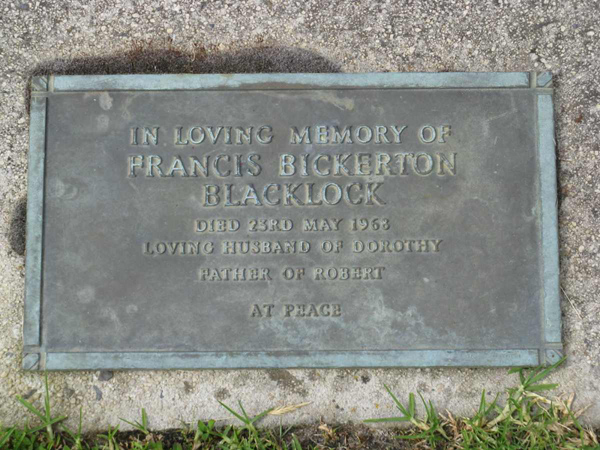 IN LOVING MEMORY OF
FRANCIS BICKERTON
BLACKLOCK
DIED 23RD MAY 1963
LOVING HUSBAND OF DOROTHY
FATHER OF ROBERT
AT PEACE